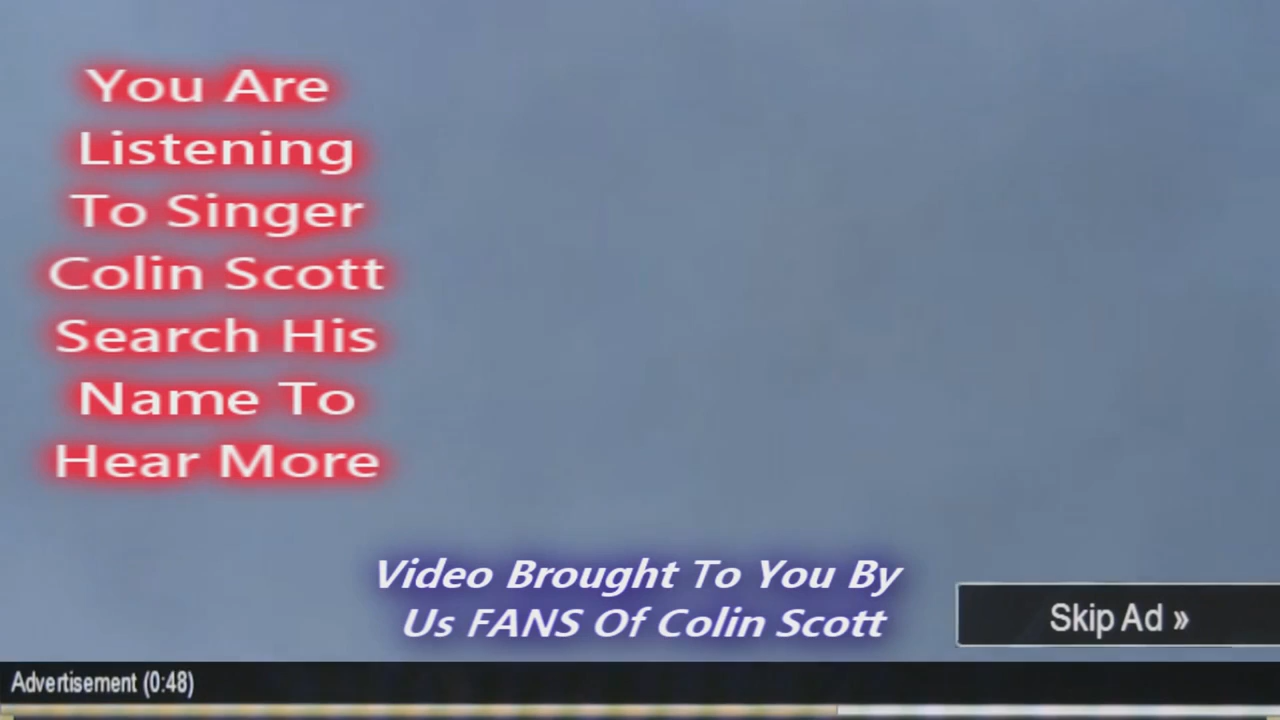 You Are
Listening
To Singer
Colin Scott
Search His
Name To
Hear More
Video Brought To You By
Us FANS Of Colin Scott
Skip Ad »
Advertisement (0:48)